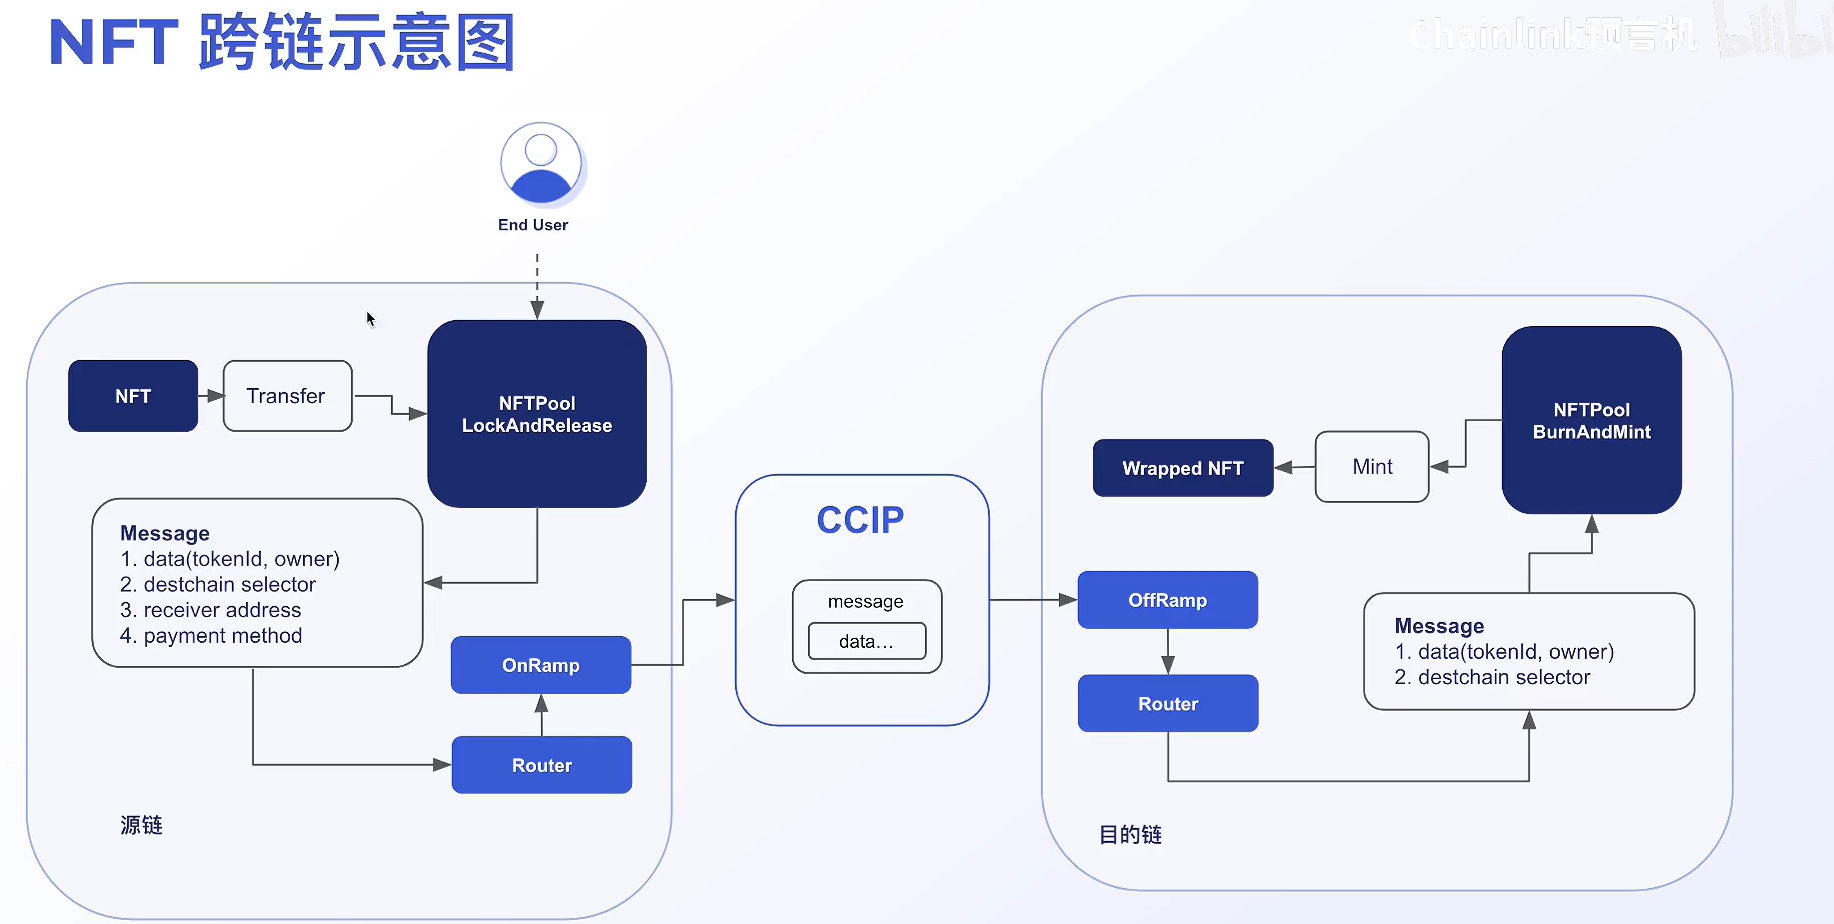 NFT 跨链示意图
Chainlink预言机
bilibili
End User
NFT
Transfer
NFTPool
LockAndRelease
Message
1. data(tokenId, owner)
2. destchain selector
3. receiver address
4. payment method
OnRamp
Router
源链
CCIP
message
data...
OffRamp
Router
Wrapped NFT
Mint
NFTPool
BurnAndMint
Message
1. data(tokenId, owner)
2. destchain selector
目的链